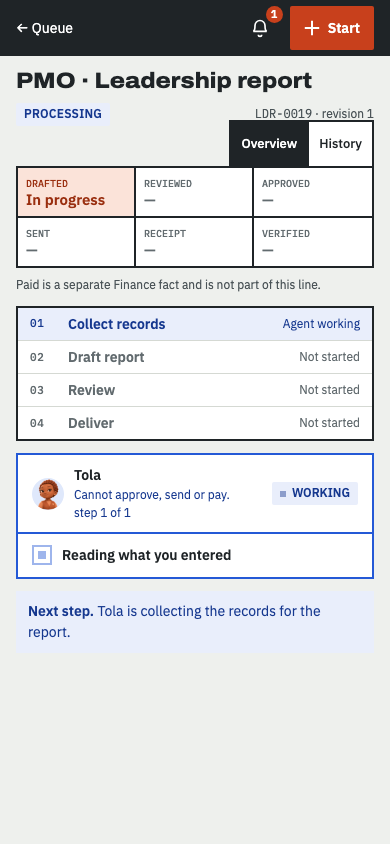 ← Queue
1
+ Start
PMO · Leadership report
PROCESSING
LDR-0019 · revision 1
Overview
History
DRAFTED
In progress
REVIEWED
—
APPROVED
—
SENT
—
RECEIPT
—
VERIFIED
—
Paid is a separate Finance fact and is not part of this line.
01 Collect records Agent working
02 Draft report Not started
03 Review Not started
04 Deliver Not started
Tola
Cannot approve, send or pay.
step 1 of 1
WORKING
Reading what you entered
Next step. Tola is collecting the records for the
report.